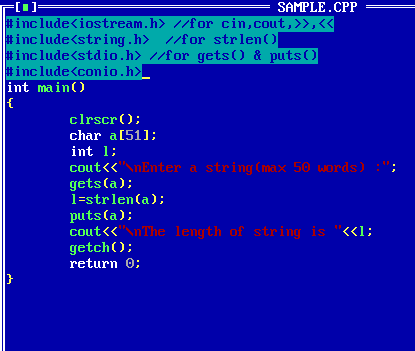 [■] SAMPLE.CPP
#include<iostream.h> //for cin,cout,>>,<<
#include<string.h>  //for strlen()
#include<stdio.h> //for gets() & puts()
#include<conio.h>_
int main()
{
        clrscr();
        char a[51];
        int l;
        cout<<"\nEnter a string(max 50 words) :";
        gets(a);
        l=strlen(a);
        puts(a);
        cout<<"\nThe length of string is "<<l;
        getch();
        return 0;
}